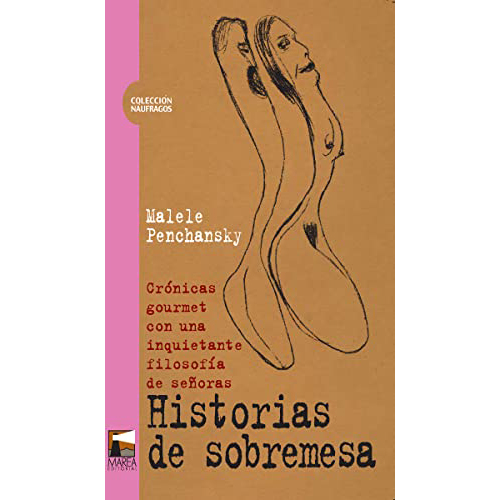 COLECCIÓN
NÁUFRAGOS
Malele
Penchansky
Crónicas
gourmet
con una
inquietante
filosofía
de señoras
Historias
de sobremesa
MAREA
EDITORIAL